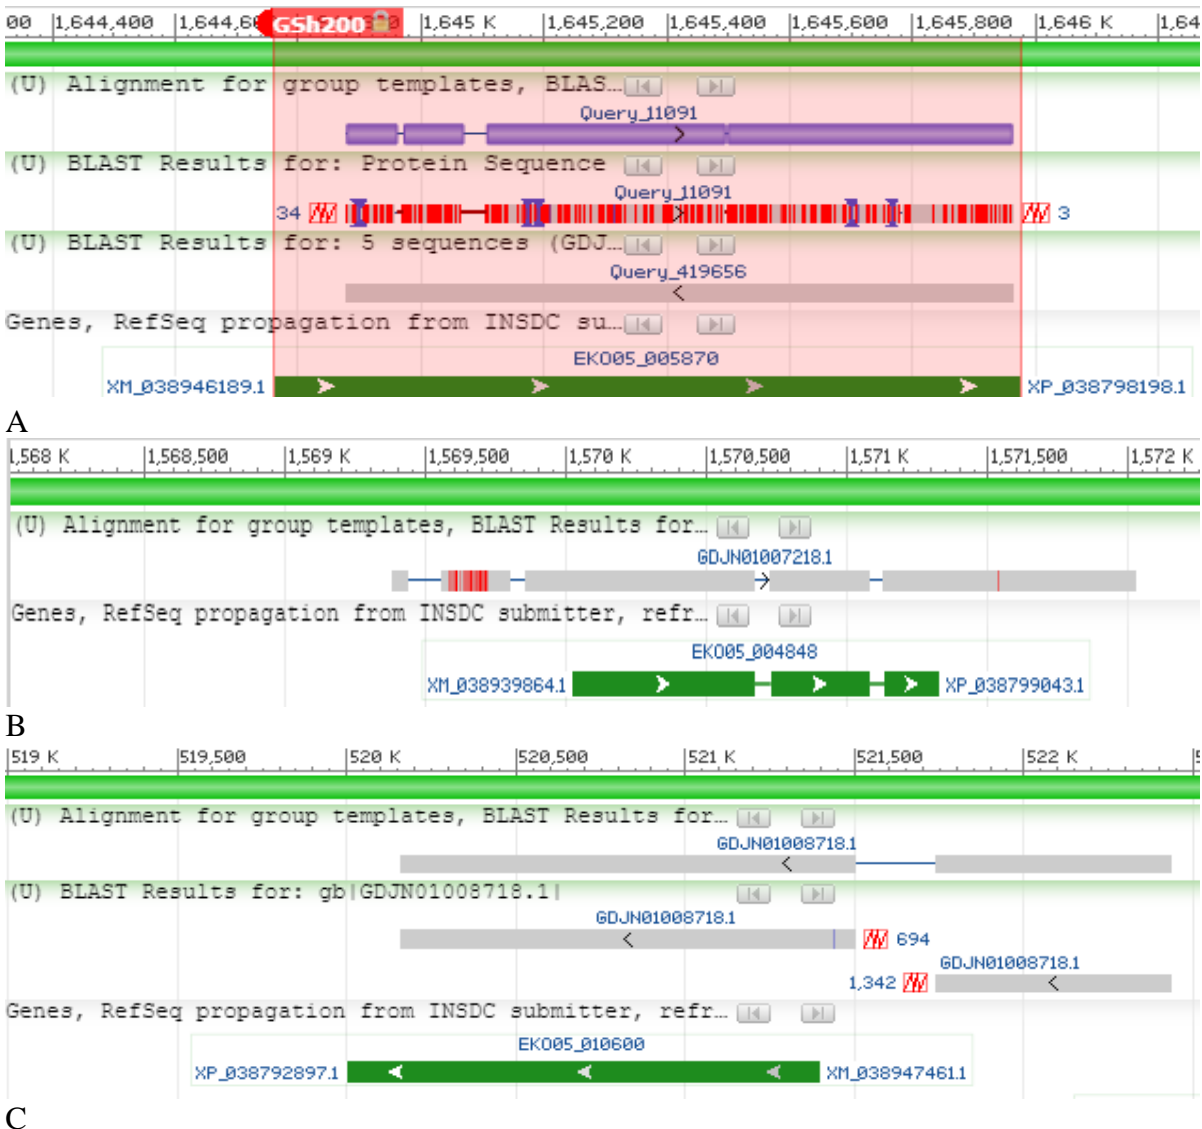 00 |1,644,400 |1,644,6 GSh200 |1,645 K |1,645,200 |1,645,400 |1,645,600 |1,645,800 |1,646 K |1,64
(U) Alignment for group templates, BLAS…
Query_11091
(U) BLAST Results for: Protein Sequence
Query_11091
34 3
(U) BLAST Results for: 5 sequences (GDJ…
Query_419656
Genes, RefSeq propagation from INSDC su…
EKO05_005870
XM_038946189.1 XP_038798198.1
A
1,568 K |1,568,500 |1,569 K |1,569,500 |1,570 K |1,570,500 |1,571 K |1,571,500 |1,572 K
(U) Alignment for group templates, BLAST Results for…
GDJN01007218.1
Genes, RefSeq propagation from INSDC submitter, refr…
EKO05_004848
XM_038939864.1 XP_038799043.1
B
|519 K |519,500 |520 K |520,500 |521 K |521,500 |522 K |5
(U) Alignment for group templates, BLAST Results for…
GDJN01008718.1
(U) BLAST Results for: gb|GDJN01008718.1|
GDJN01008718.1
694
GDJN01008718.1
1,342
Genes, RefSeq propagation from INSDC submitter, refr…
EKO05_010600
XP_038792897.1 XM_038947461.1
C